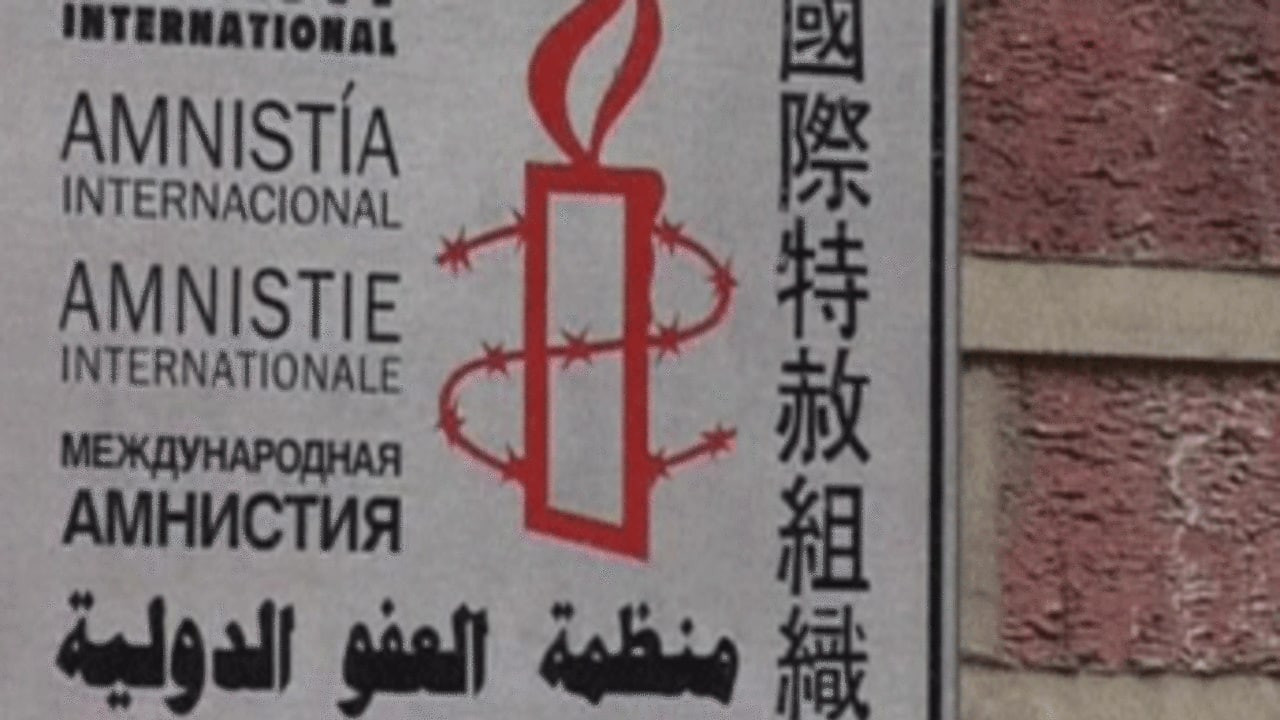 INTERNATIONAL
AMNISTÍA
INTERNACIONAL
AMNISTIE
INTERNATIONALE
МЕЖДУНАРОДНАЯ
АМНИСТИЯ
منظمة العفو الدولية
國際特赦組織